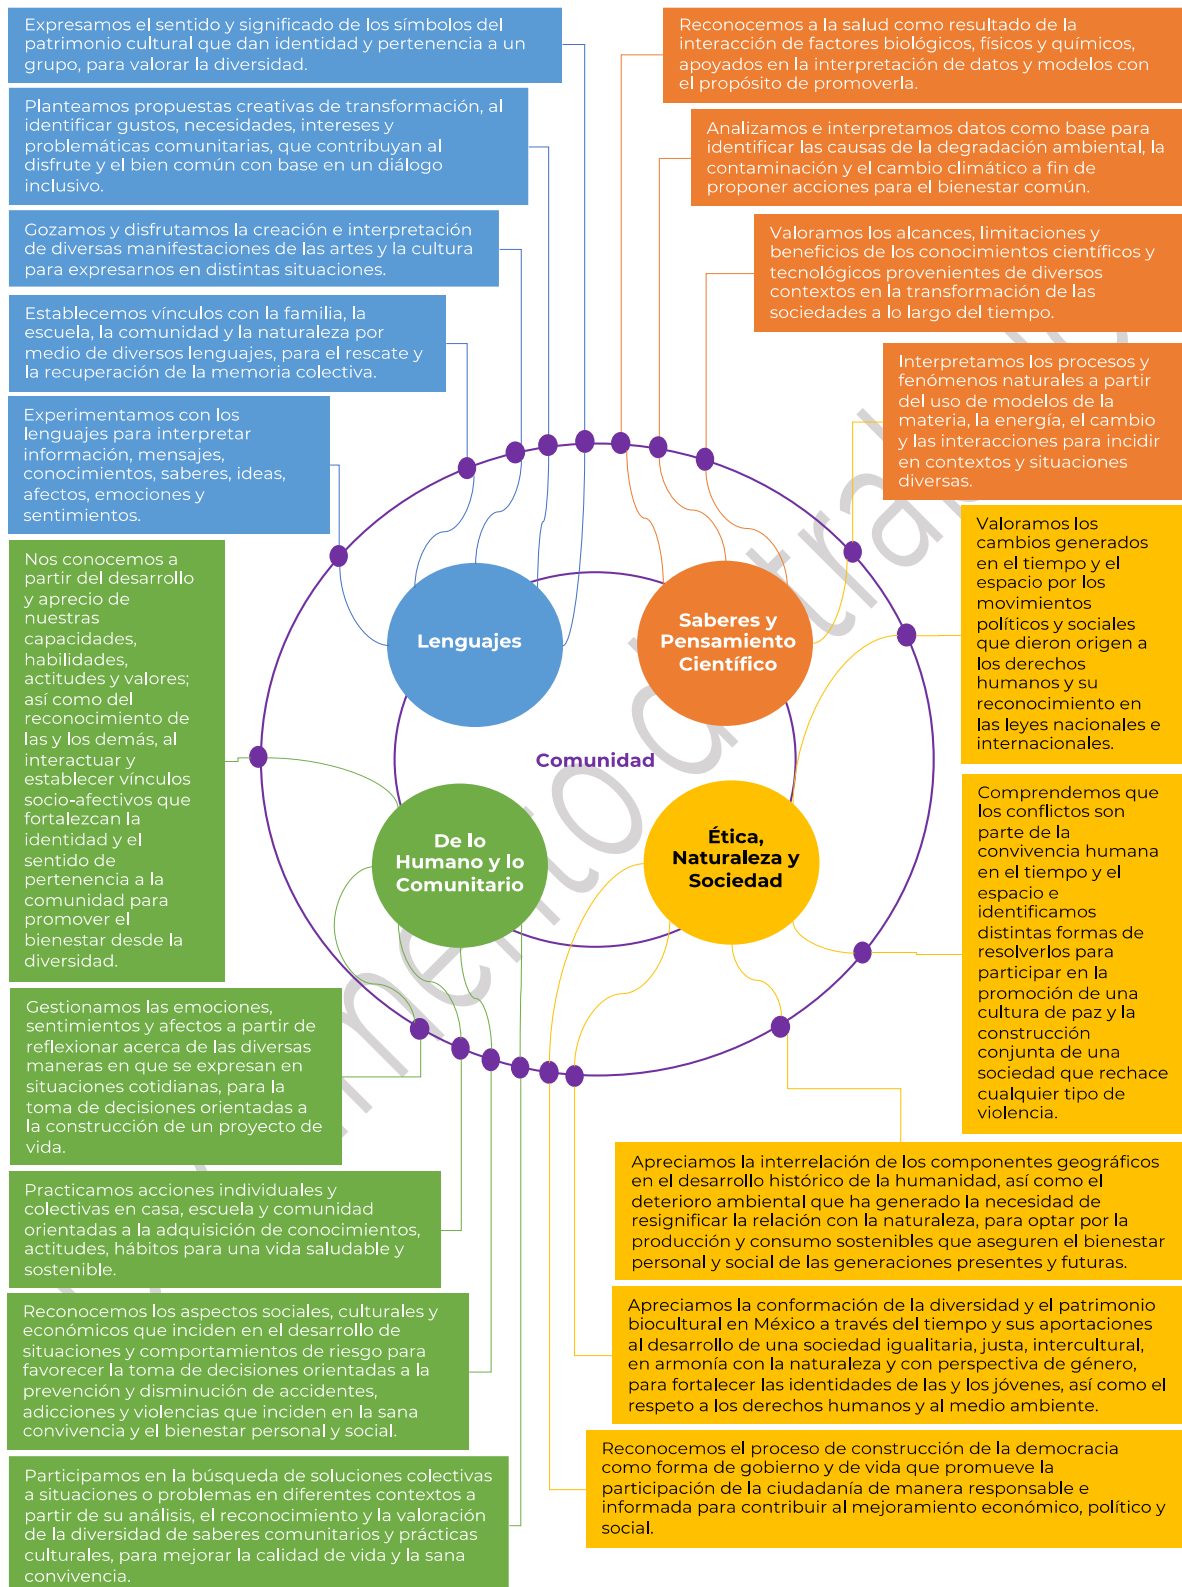 Expresamos el sentido y significado de los símbolos del
patrimonio cultural que dan identidad y pertenencia a un
grupo, para valorar la diversidad.
Planteamos propuestas creativas de transformación, al
identificar gustos, necesidades, intereses y
problemáticas comunitarias, que contribuyan al
disfrute y el bien común con base en un diálogo
inclusivo.
Gozamos y disfrutamos la creación e interpretación
de diversas manifestaciones de las artes y la cultura
para expresarnos en distintas situaciones.
Establecemos vínculos con la familia, la
escuela, la comunidad y la naturaleza por
medio de diversos lenguajes, para el rescate y
la recuperación de la memoria colectiva.
Experimentamos con los
lenguajes para interpretar
información, mensajes,
conocimientos, saberes, ideas,
afectos, emociones y
sentimientos.
Reconocemos a la salud como resultado de la
interacción de factores biológicos, físicos y químicos,
apoyados en la interpretación de datos y modelos con
el propósito de promoverla.
Analizamos e interpretamos datos como base para
identificar las causas de la degradación ambiental, la
contaminación y el cambio climático a fin de
proponer acciones para el bienestar común.
Valoramos los alcances, limitaciones y
beneficios de los conocimientos científicos y
tecnológicos provenientes de diversos
contextos en la transformación de las
sociedades a lo largo del tiempo.
Interpretamos los procesos y
fenómenos naturales a partir
del uso de modelos de la
materia, la energía, el cambio
y las interacciones para incidir
en contextos y situaciones
diversas.
Lenguajes
Saberes y
Pensamiento
Científico
Comunidad
De lo
Humano y lo
Comunitario
Ética,
Naturaleza y
Sociedad
Nos conocemos a
partir del desarrollo
y aprecio de
nuestras
capacidades,
habilidades,
actitudes y valores;
así como del
reconocimiento de
las y los demás, al
interactuar y
establecer vínculos
socio-afectivos que
fortalezcan la
identidad y el
sentido de
pertenencia a la
comunidad para
promover el
bienestar desde la
diversidad.
Gestionamos las emociones,
sentimientos y afectos a partir de
reflexionar acerca de las diversas
maneras en que se expresan en
situaciones cotidianas, para la
toma de decisiones orientadas a
la construcción de un proyecto de
vida.
Practicamos acciones individuales y
colectivas en casa, escuela y comunidad
orientadas a la adquisición de conocimientos,
actitudes, hábitos para una vida saludable y
sostenible.
Reconocemos los aspectos sociales, culturales y
económicos que inciden en el desarrollo de
situaciones y comportamientos de riesgo para
favorecer la toma de decisiones orientadas a la
prevención y disminución de accidentes,
adicciones y violencias que inciden en la sana
convivencia y el bienestar personal y social.
Participamos en la búsqueda de soluciones colectivas
a situaciones o problemas en diferentes contextos a
partir de su análisis, el reconocimiento y la valoración
de la diversidad de saberes comunitarios y prácticas
culturales, para mejorar la calidad de vida y la sana
convivencia.
Valoramos los
cambios generados
en el tiempo y el
espacio por los
movimientos
políticos y sociales
que dieron origen a
los derechos
humanos y su
reconocimiento en
las leyes nacionales e
internacionales.
Comprendemos que
los conflictos son
parte de la
convivencia humana
en el tiempo y el
espacio e
identificamos
distintas formas de
resolverlos para
participar en la
promoción de una
cultura de paz y la
construcción
conjunta de una
sociedad que rechace
cualquier tipo de
violencia.
Apreciamos la interrelación de los componentes geográficos
en el desarrollo histórico de la humanidad, así como el
deterioro ambiental que ha generado la necesidad de
resignificar la relación con la naturaleza, para optar por la
producción y consumo sostenibles que aseguren el bienestar
personal y social de las generaciones presentes y futuras.
Apreciamos la conformación de la diversidad y el patrimonio
biocultural en México a través del tiempo y sus aportaciones
al desarrollo de una sociedad igualitaria, justa, intercultural,
en armonía con la naturaleza y con perspectiva de género,
para fortalecer las identidades de las y los jóvenes, así como el
respeto a los derechos humanos y al medio ambiente.
Reconocemos el proceso de construcción de la democracia
como forma de gobierno y de vida que promueve la
participación de la ciudadanía de manera responsable e
informada para contribuir al mejoramiento económico, político y
social.